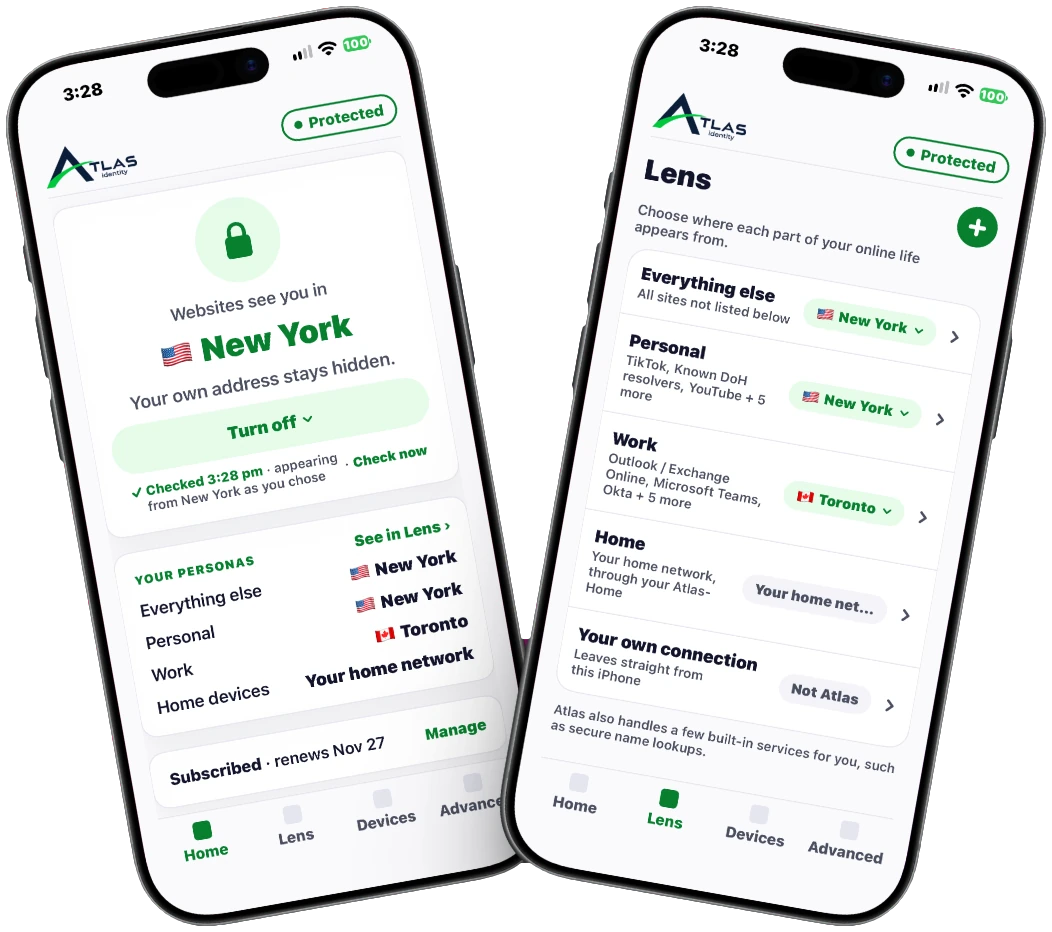 3:28
100
Protected
ATLAS
identity
Websites see you in
New York
Your own address stays hidden.
Turn off
Checked 3:28 pm · appearing
from New York as you chose
· Check now
YOUR PERSONAS
See in Lens ›
Everything else
New York
Personal
New York
Work
Toronto
Home devices
Your home network
Subscribed · renews Nov 27
Manage
Home
Lens
Devices
Advance
3:28
100
ATLAS
identity
Protected
Lens
Choose where each part of your online life
appears from.
Everything else
All sites not listed below
New York
Personal
TikTok, Known DoH
resolvers, YouTube + 5
more
New York
Work
Outlook / Exchange
Online, Microsoft Teams,
Okta + 5 more
Toronto
Home
Your home network,
through your Atlas-
Home
Your home net...
Your own connection
Leaves straight from
this iPhone
Not Atlas
Atlas also handles a few built-in services for you, such
as secure name lookups.
Home
Lens
Devices
Advanced